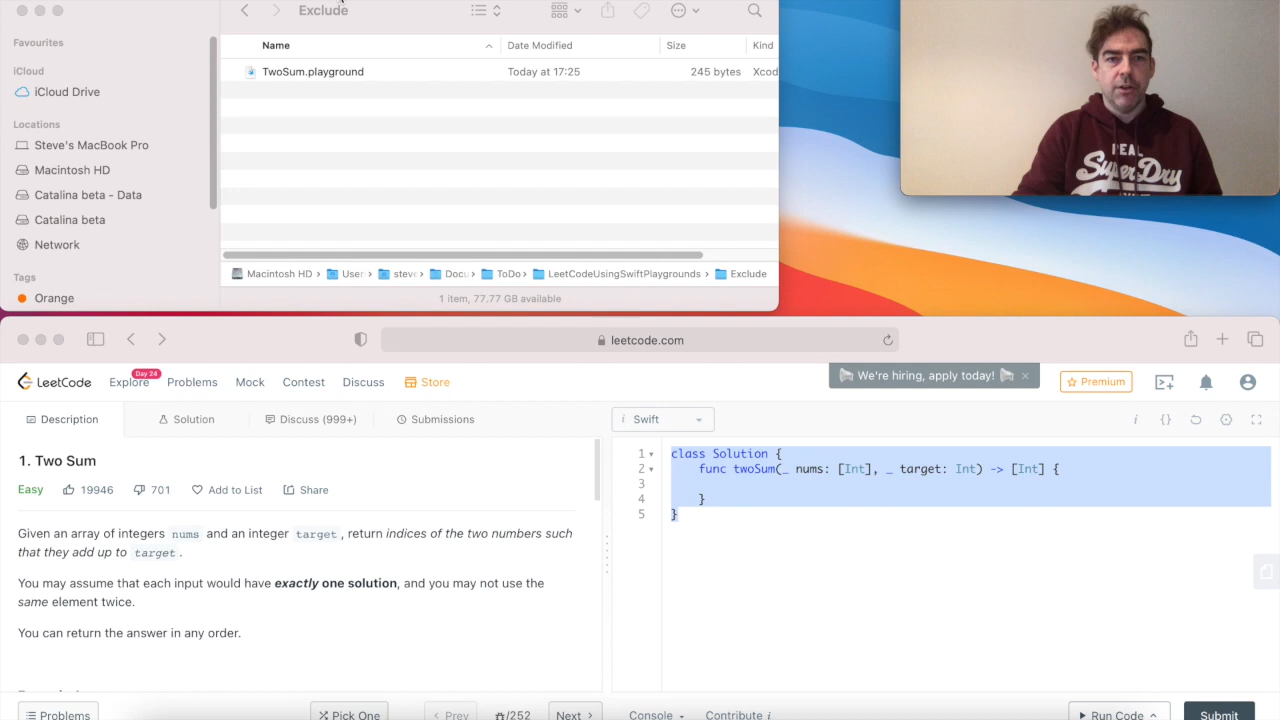 Exclude
Name Date Modified Size Kind
TwoSum.playground Today at 17:25 245 bytes Xcod
Favourites
iCloud
iCloud Drive
Locations
Steve's MacBook Pro
Macintosh HD
Catalina beta - Data
Catalina beta
Network
Tags
Orange
Macintosh HD › User › steve › Docu › ToDo › LeetCodeUsingSwiftPlaygrounds › Exclude
1 item, 77.77 GB available
REAL
SuperDry
leetcode.com
LeetCode Explore Day 24 Problems Mock Contest Discuss Store
We're hiring, apply today! ×
Premium
Description Solution Discuss (999+) Submissions
i Swift
i {}
1. Two Sum
Easy 19946 701 Add to List Share
Given an array of integers nums and an integer target, return indices of the two numbers such
that they add up to target.
You may assume that each input would have exactly one solution, and you may not use the
same element twice.
You can return the answer in any order.
1 class Solution {
2 func twoSum(_ nums: [Int], _ target: Int) -> [Int] {
3
4 }
5 }
Problems Pick One < Prev /252 Next > Console Contribute i Run Code Submit